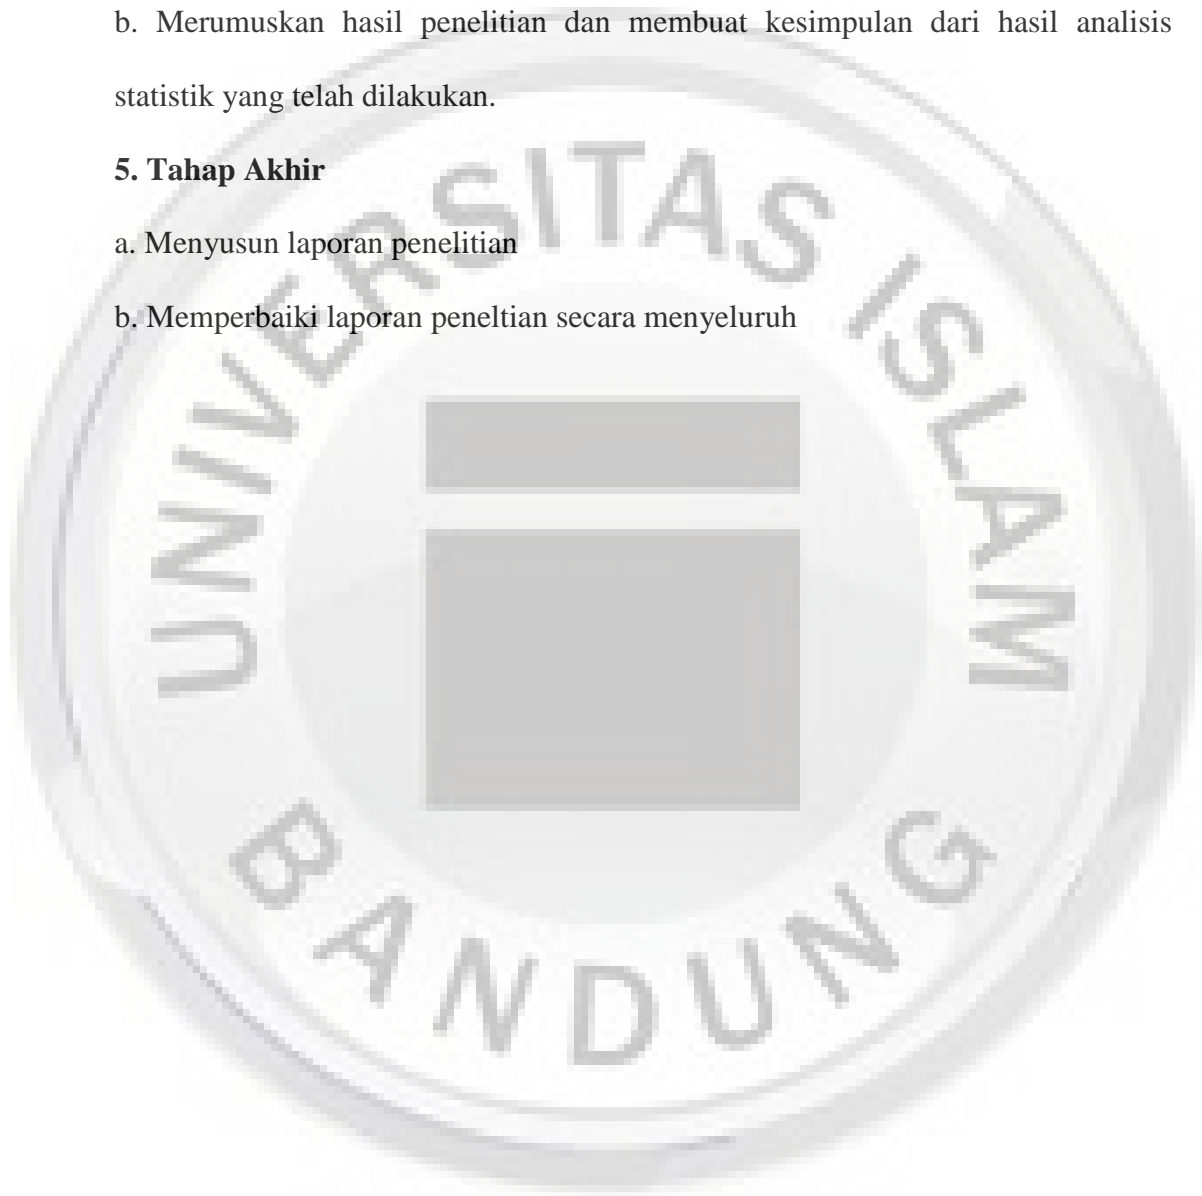 b. Merumuskan hasil penelitian dan membuat kesimpulan dari hasil analisis
statistik yang telah dilakukan.
5. Tahap Akhir
a. Menyusun laporan penelitian
b. Memperbaiki laporan peneltian secara menyeluruh
UNIVERSITAS ISLAM
BANDUNG